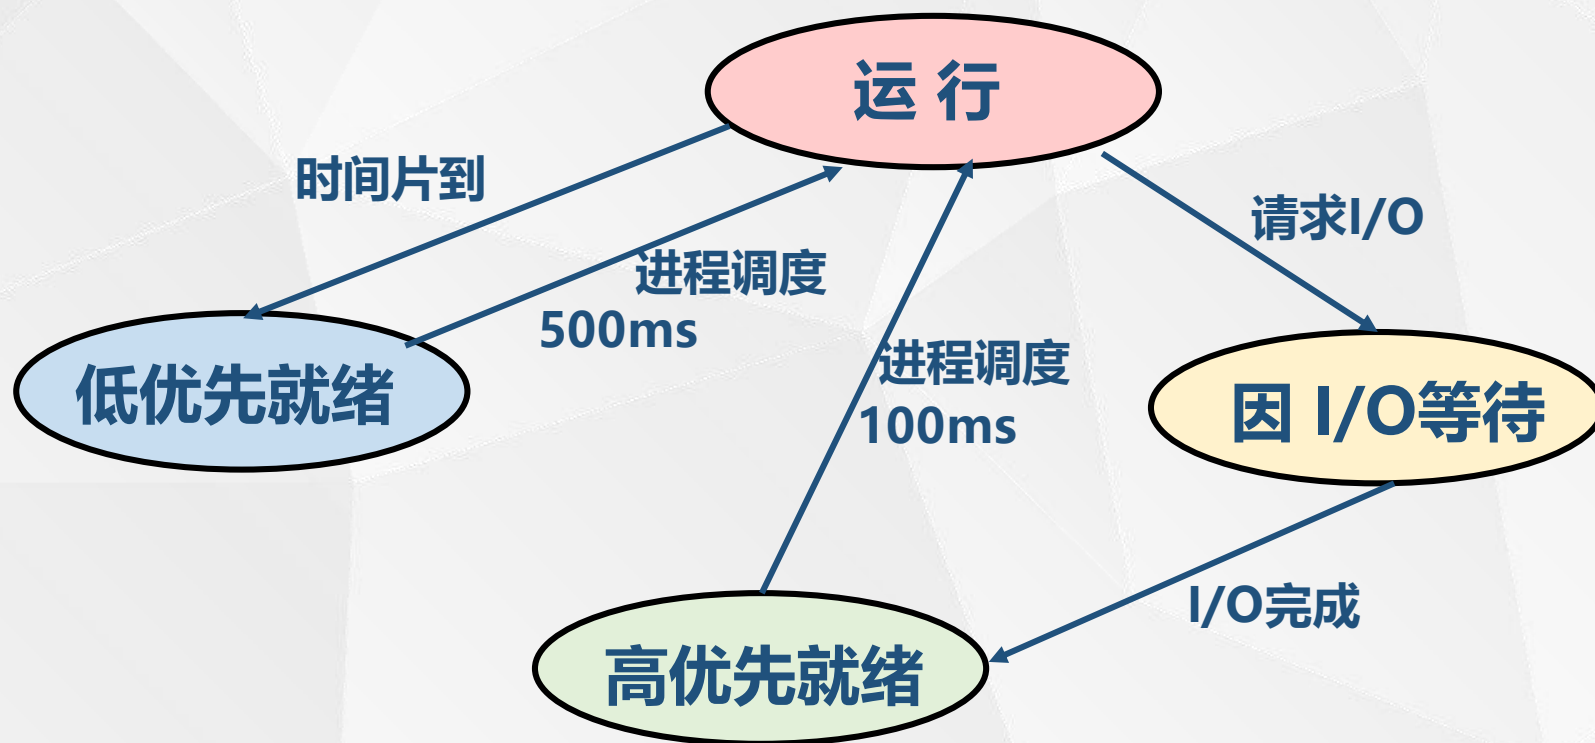 运 行
时间片到
请求I/O
进程调度
500ms
进程调度
100ms
低优先就绪
因 I/O等待
I/O完成
高优先就绪